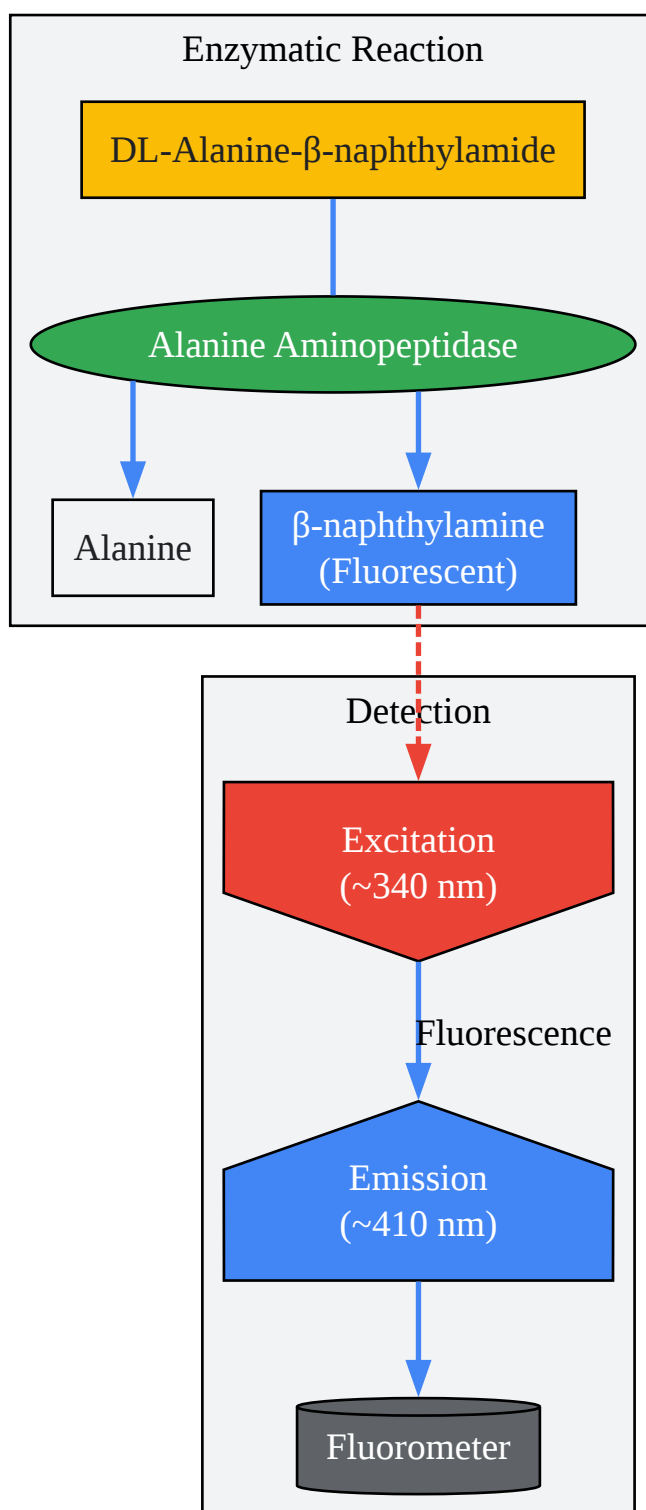 Enzymatic Reaction
DL-Alanine-β-naphthylamide
Alanine Aminopeptidase
Alanine
β-naphthylamine
(Fluorescent)
Detection
Excitation
(~340 nm)
Fluorescence
Emission
(~410 nm)
Fluorometer